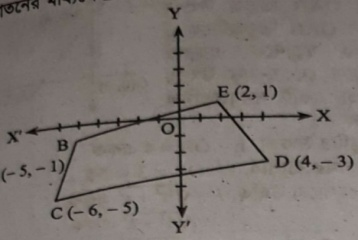 Y
E (2, 1)
X' O X
B
(-5, -1)
D (4, -3)
C (-6, -5)
Y'